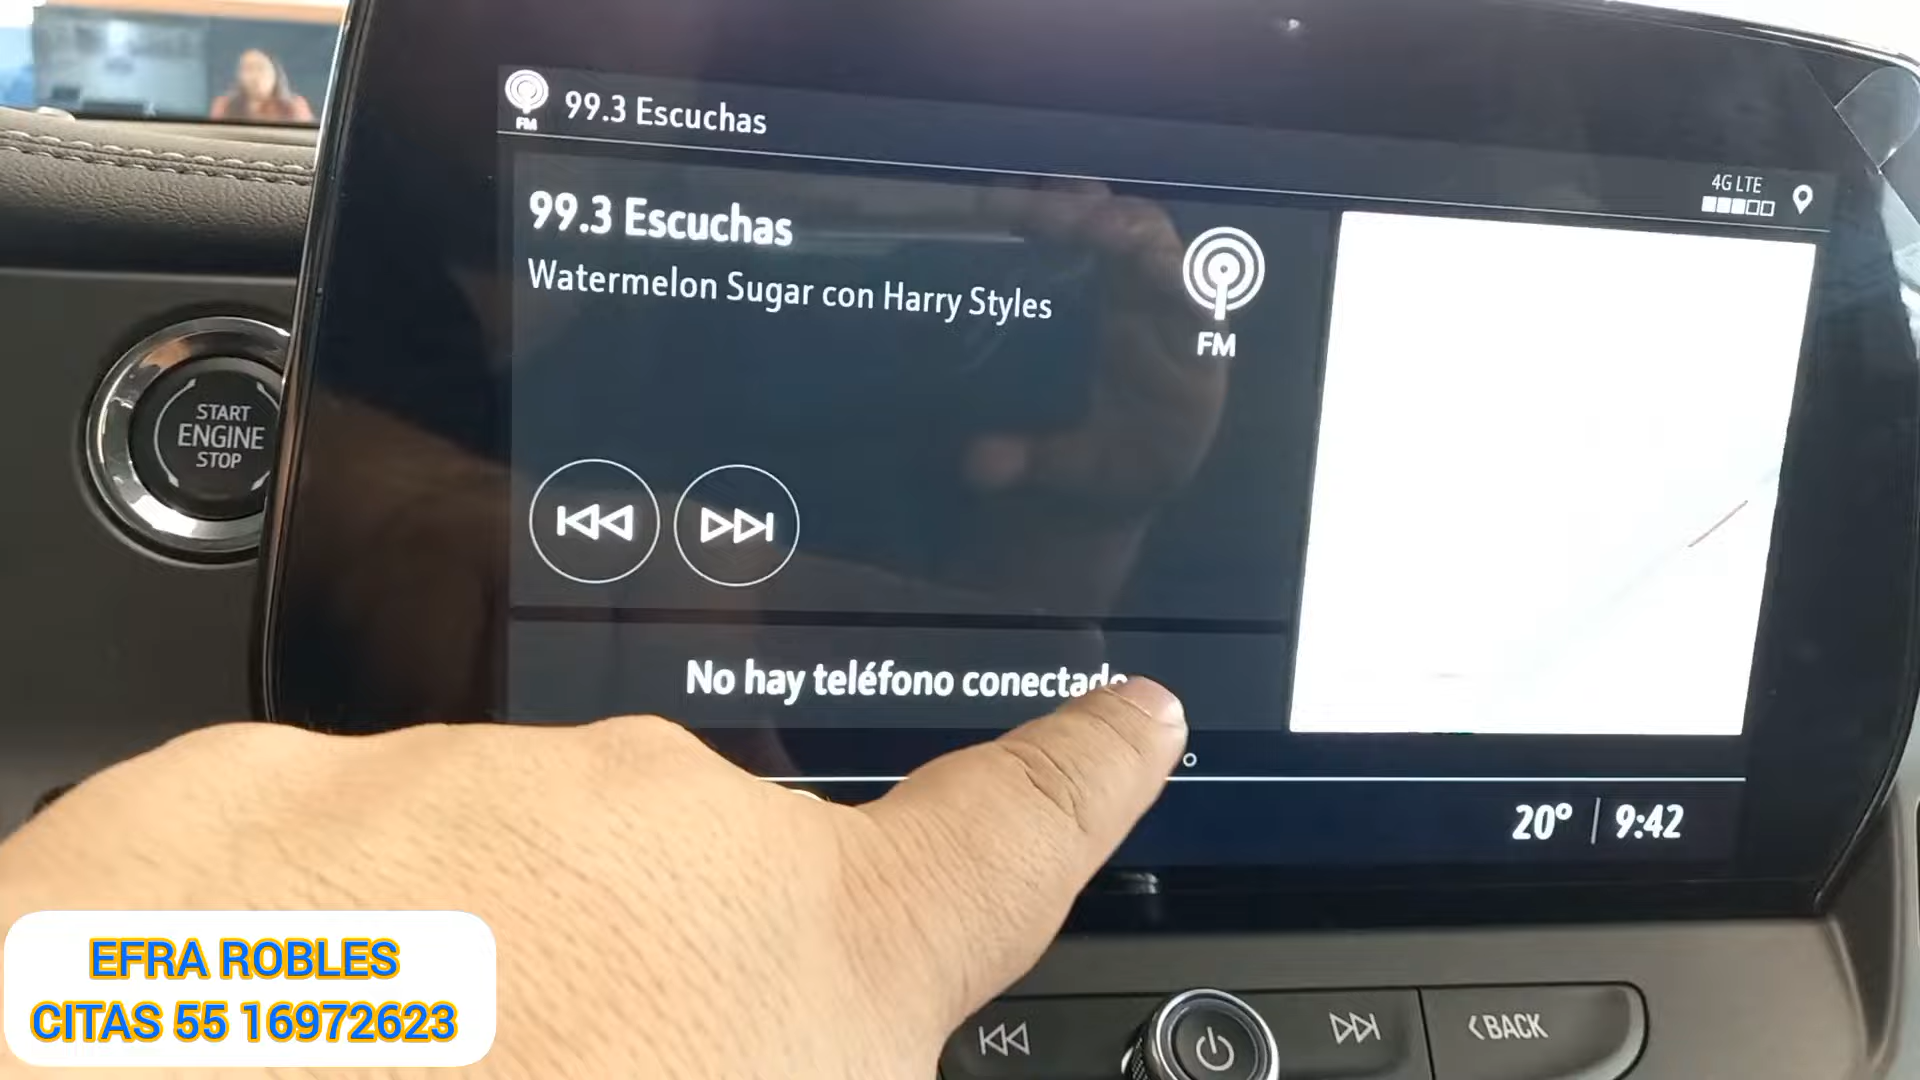 FM
99.3 Escuchas
4G LTE
99.3 Escuchas
Watermelon Sugar con Harry Styles
FM
START
ENGINE
STOP
No hay teléfono conectado
20° | 9:42
<BACK
EFRA ROBLES
CITAS 55 16972623